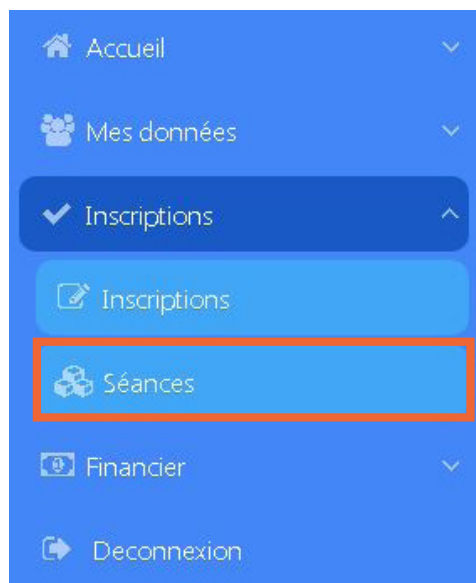 Accueil
Mes données
Inscriptions
Inscriptions
Séances
Financier
Deconnexion